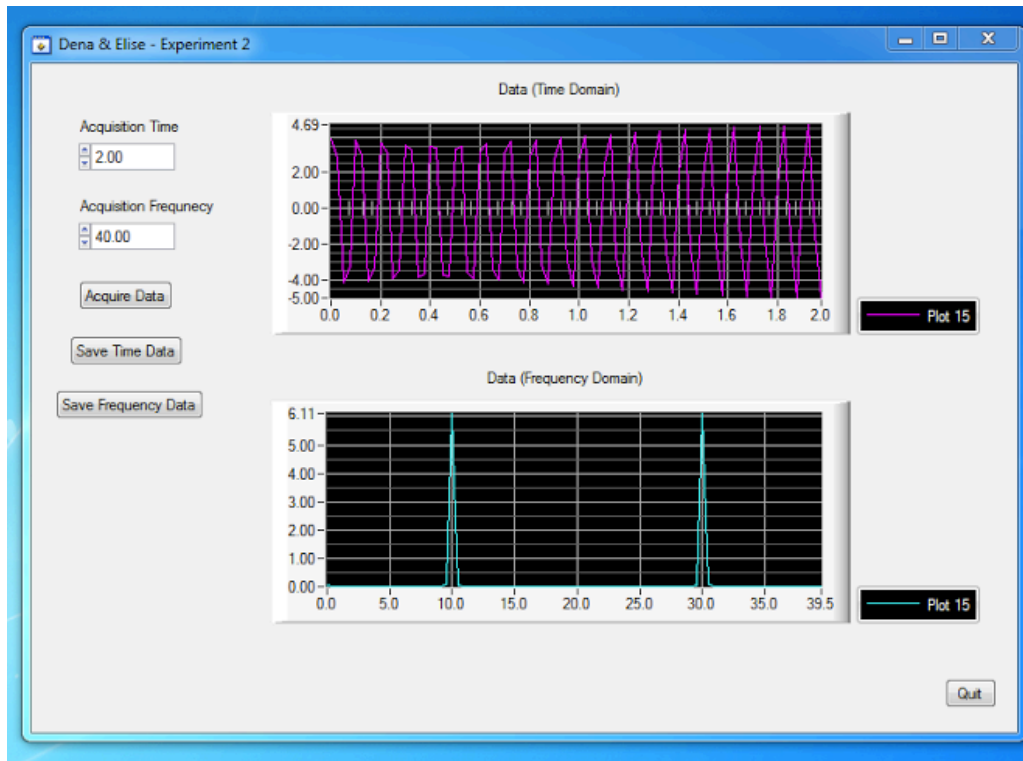 Dena & Elise - Experiment 2
Data (Time Domain)
Acquisition Time
2.00
Acquisition Frequnecy
40.00
Acquire Data
Save Time Data
Save Frequency Data
4.69
2.00
0.00
-2.00
-4.00
-5.00
0.0 0.2 0.4 0.6 0.8 1.0 1.2 1.4 1.6 1.8 2.0
Plot 15
Data (Frequency Domain)
6.11
5.00
4.00
3.00
2.00
1.00
0.00
0.0 5.0 10.0 15.0 20.0 25.0 30.0 35.0 39.5
Plot 15
Quit